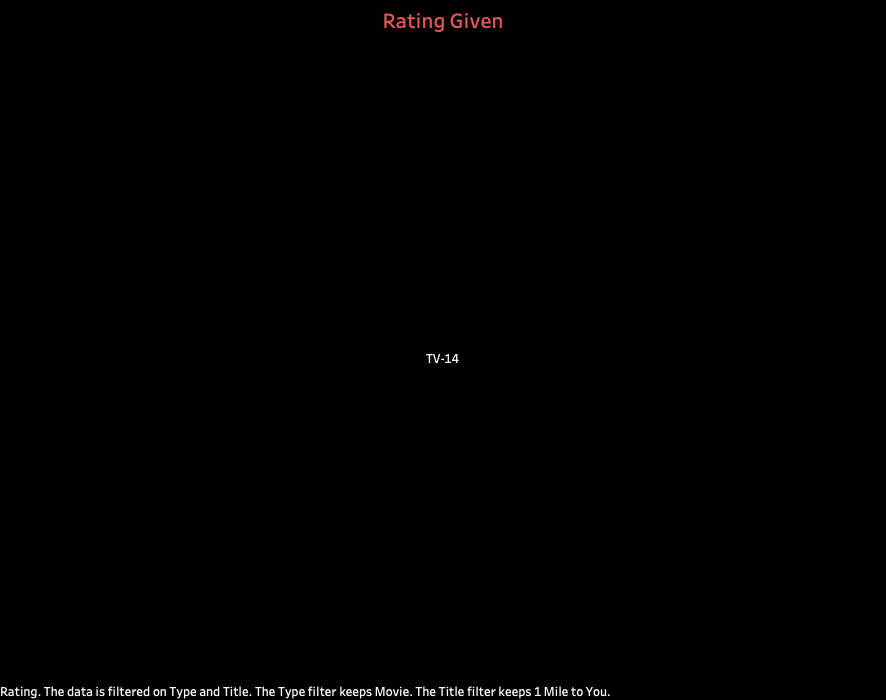 Rating Given
TV-14
Rating. The data is filtered on Type and Title. The Type filter keeps Movie. The Title filter keeps 1 Mile to You.